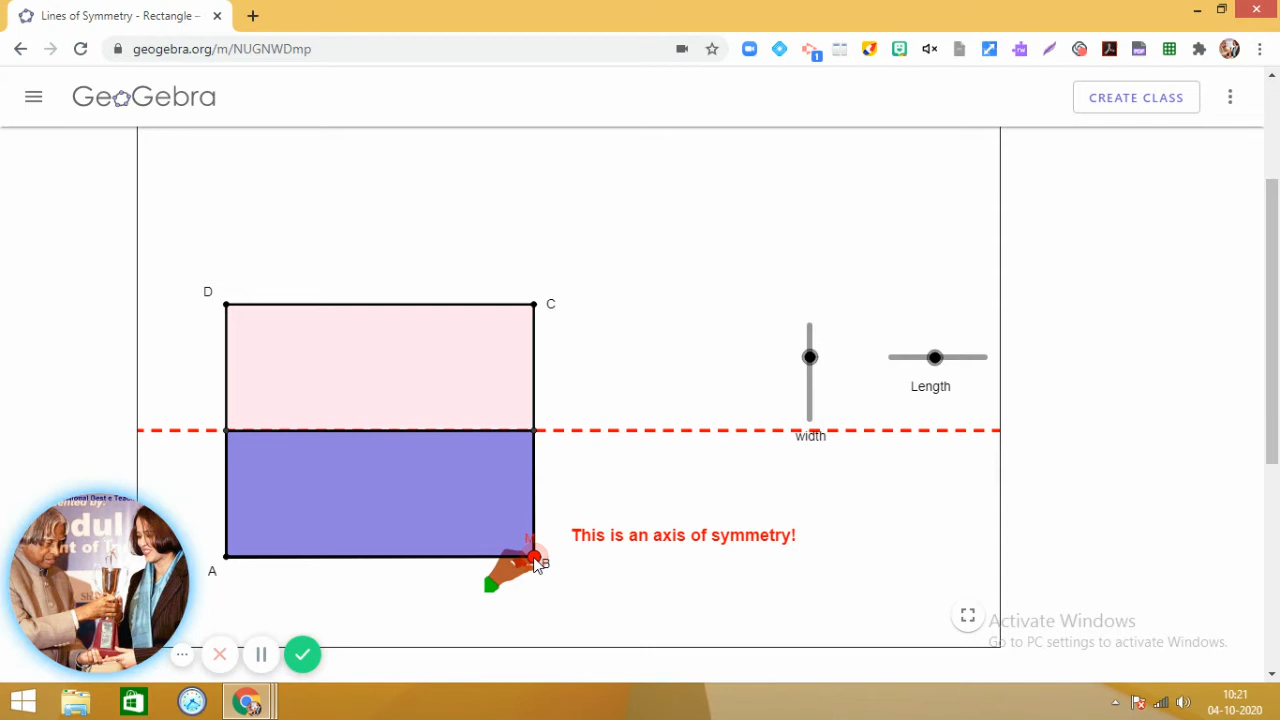 Lines of Symmetry - Rectangle –
geogebra.org/m/NUGNWDmp
1
GeoGebra
CREATE CLASS
D
C
Length
width
This is an axis of symmetry!
A
B
Activate Windows
Go to PC settings to activate Windows.
10:21
04-10-2020